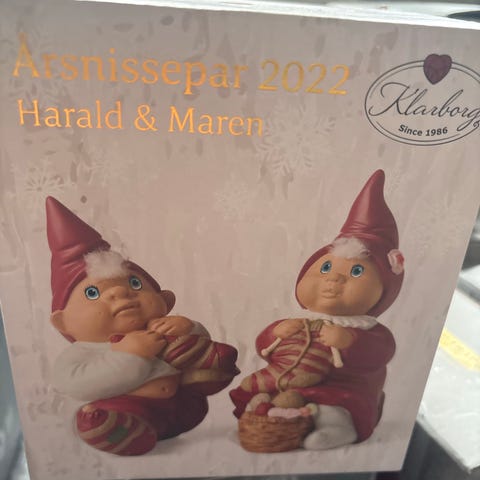 Årsnissepar 2022
Harald & Maren
Klarborg
Since 1986